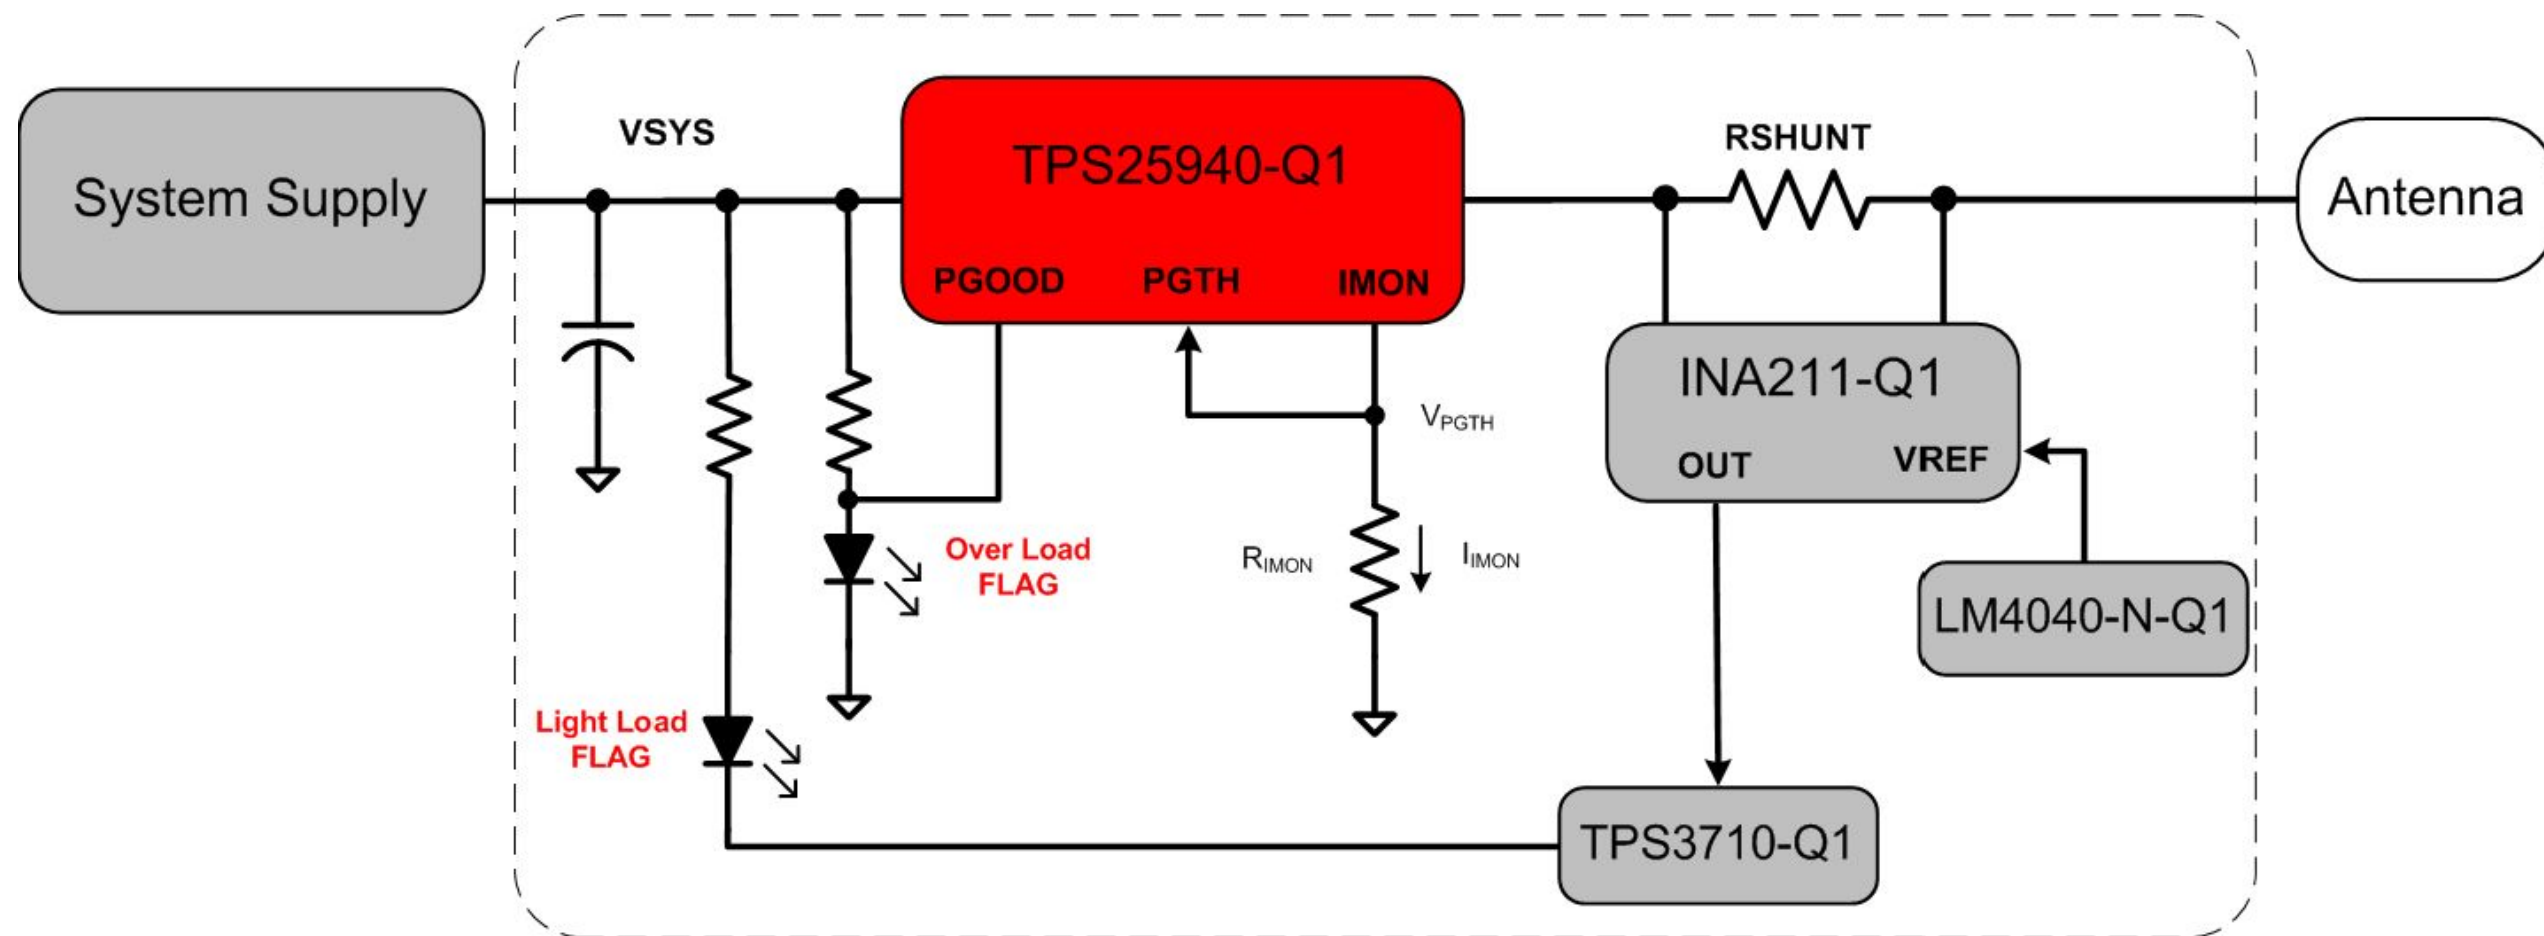 VSYS
System Supply
TPS25940-Q1
PGOOD
PGTH
IMON
RSHUNT
Antenna
INA211-Q1
OUT
VREF
VPGTH
RIMON
IIMON
Over Load
FLAG
LM4040-N-Q1
Light Load
FLAG
TPS3710-Q1